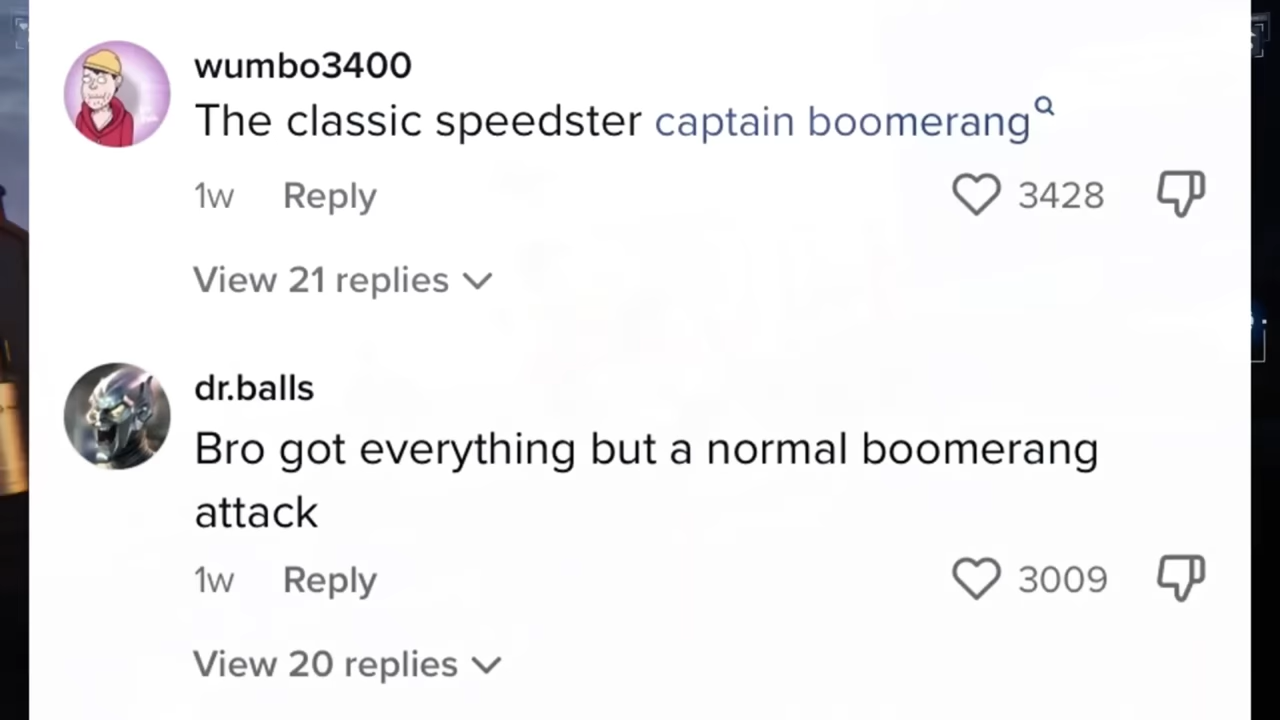 wumbo3400
The classic speedster captain boomerang
1w Reply 3428
View 21 replies
dr.balls
Bro got everything but a normal boomerang
attack
1w Reply 3009
View 20 replies